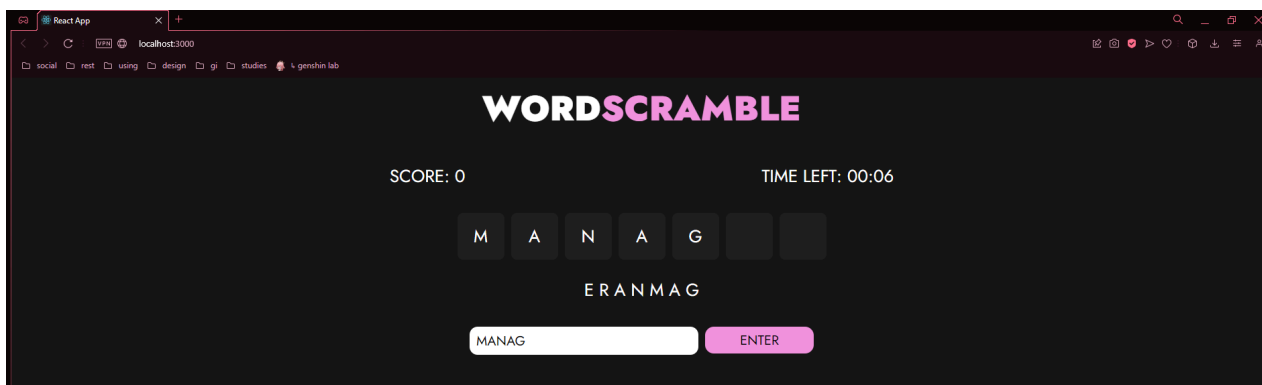 React App
VPN localhost:3000
social rest using design gi studies ↳ genshin lab
WORDSCRAMBLE
SCORE: 0 TIME LEFT: 00:06
M A N A G
E R A N M A G
MANAG ENTER